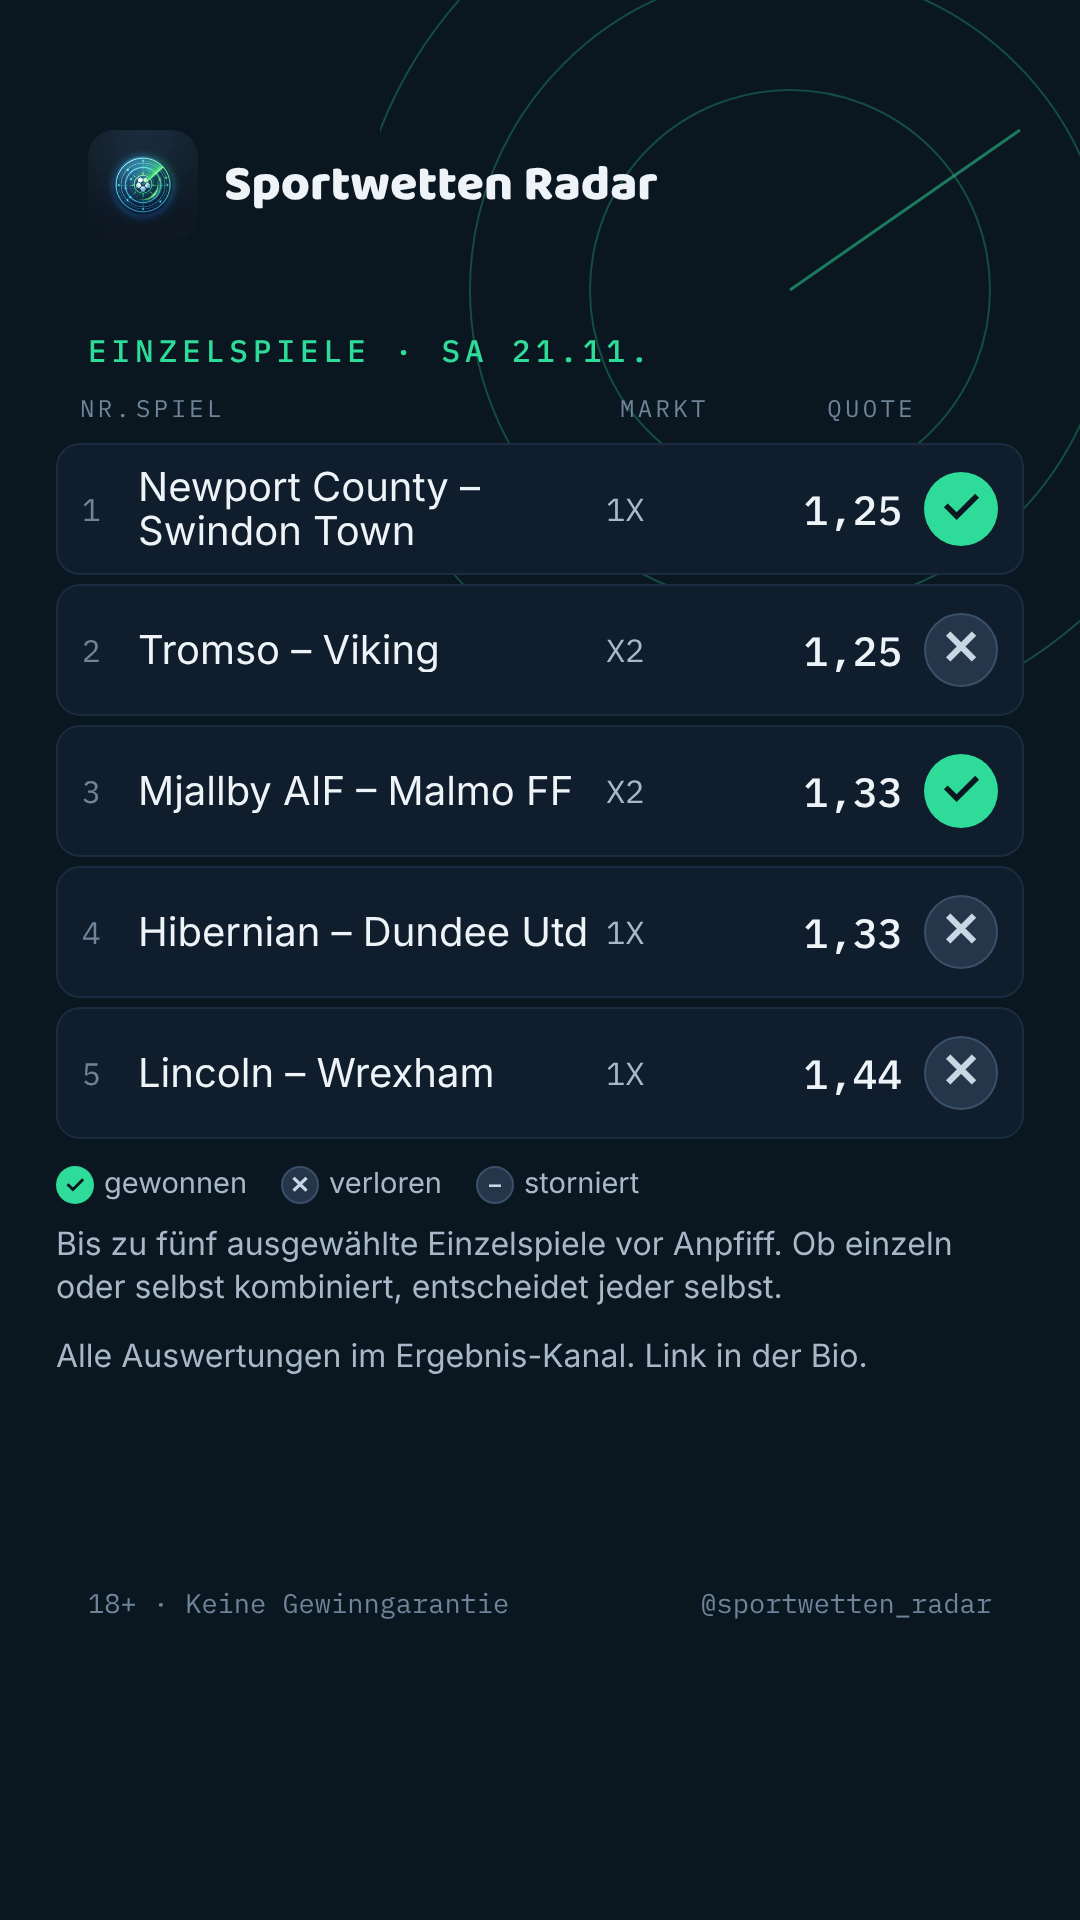 Sportwetten Radar
EINZELSPIELE · SA 21.11.
NR. SPIEL MARKT QUOTE
1 Newport County – Swindon Town 1X 1,25
2 Tromso – Viking X2 1,25
3 Mjallby AIF – Malmo FF X2 1,33
4 Hibernian – Dundee Utd 1X 1,33
5 Lincoln – Wrexham 1X 1,44
gewonnen verloren storniert
Bis zu fünf ausgewählte Einzelspiele vor Anpfiff. Ob einzeln
oder selbst kombiniert, entscheidet jeder selbst.
Alle Auswertungen im Ergebnis-Kanal. Link in der Bio.
18+ · Keine Gewinngarantie @sportwetten_radar